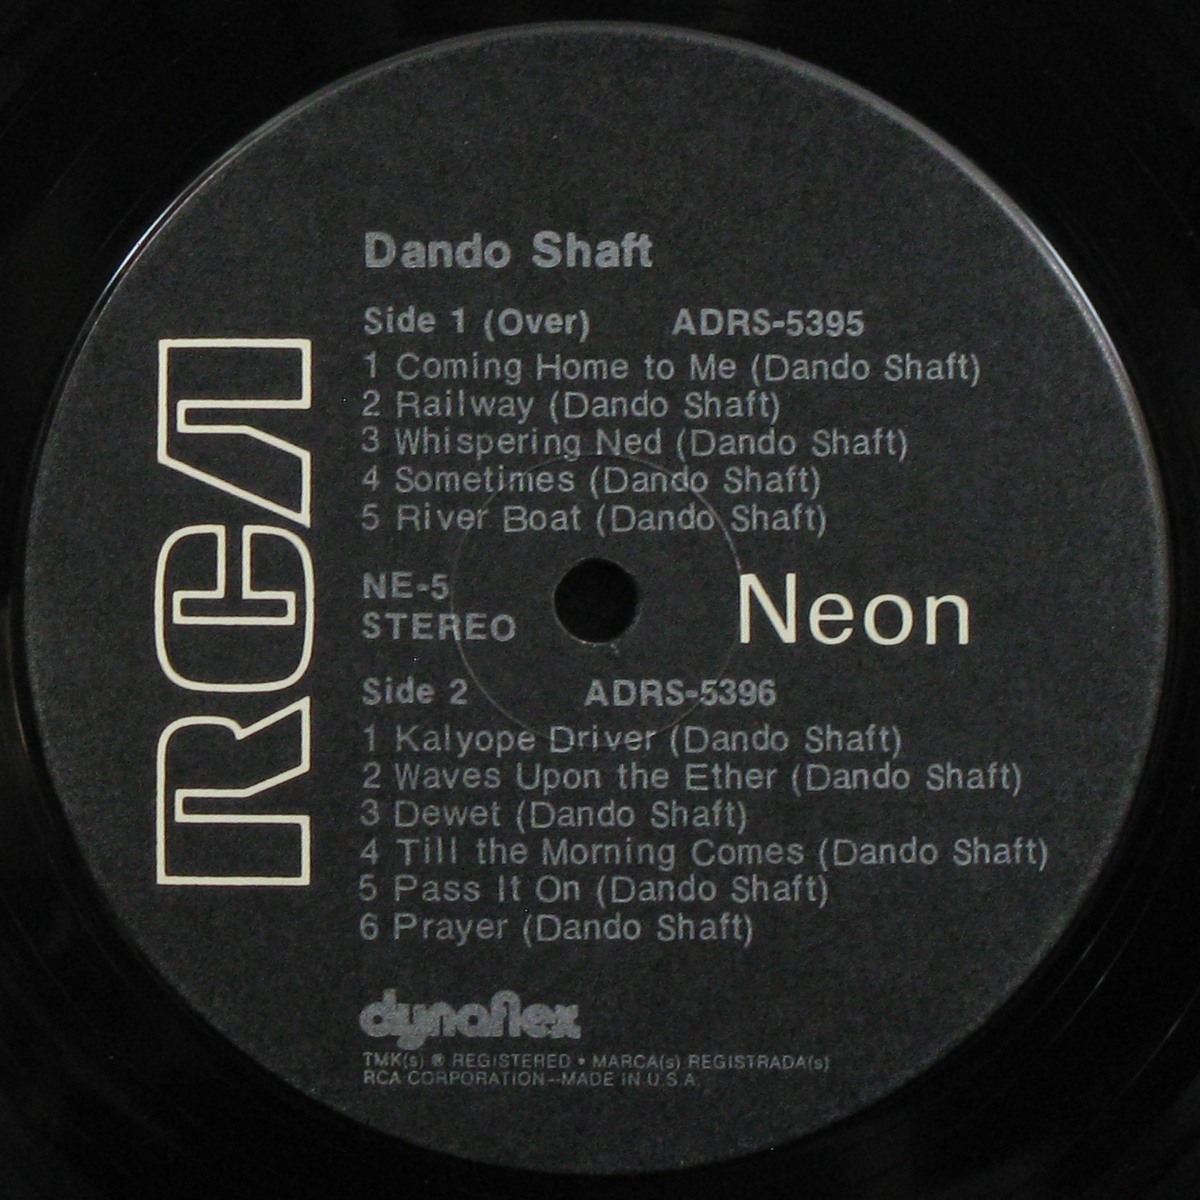 RCA
Dando Shaft
Side 1 (Over) ADRS-5395
1 Coming Home to Me (Dando Shaft)
2 Railway (Dando Shaft)
3 Whispering Ned (Dando Shaft)
4 Sometimes (Dando Shaft)
5 River Boat (Dando Shaft)
NE-5
STEREO
Neon
Side 2 ADRS-5396
1 Kalyope Driver (Dando Shaft)
2 Waves Upon the Ether (Dando Shaft)
3 Dewet (Dando Shaft)
4 Till the Morning Comes (Dando Shaft)
5 Pass It On (Dando Shaft)
6 Prayer (Dando Shaft)
dynaflex
TMK(s) ® REGISTERED • MARCA(s) REGISTRADA(s)
RCA CORPORATION—MADE IN U.S.A.